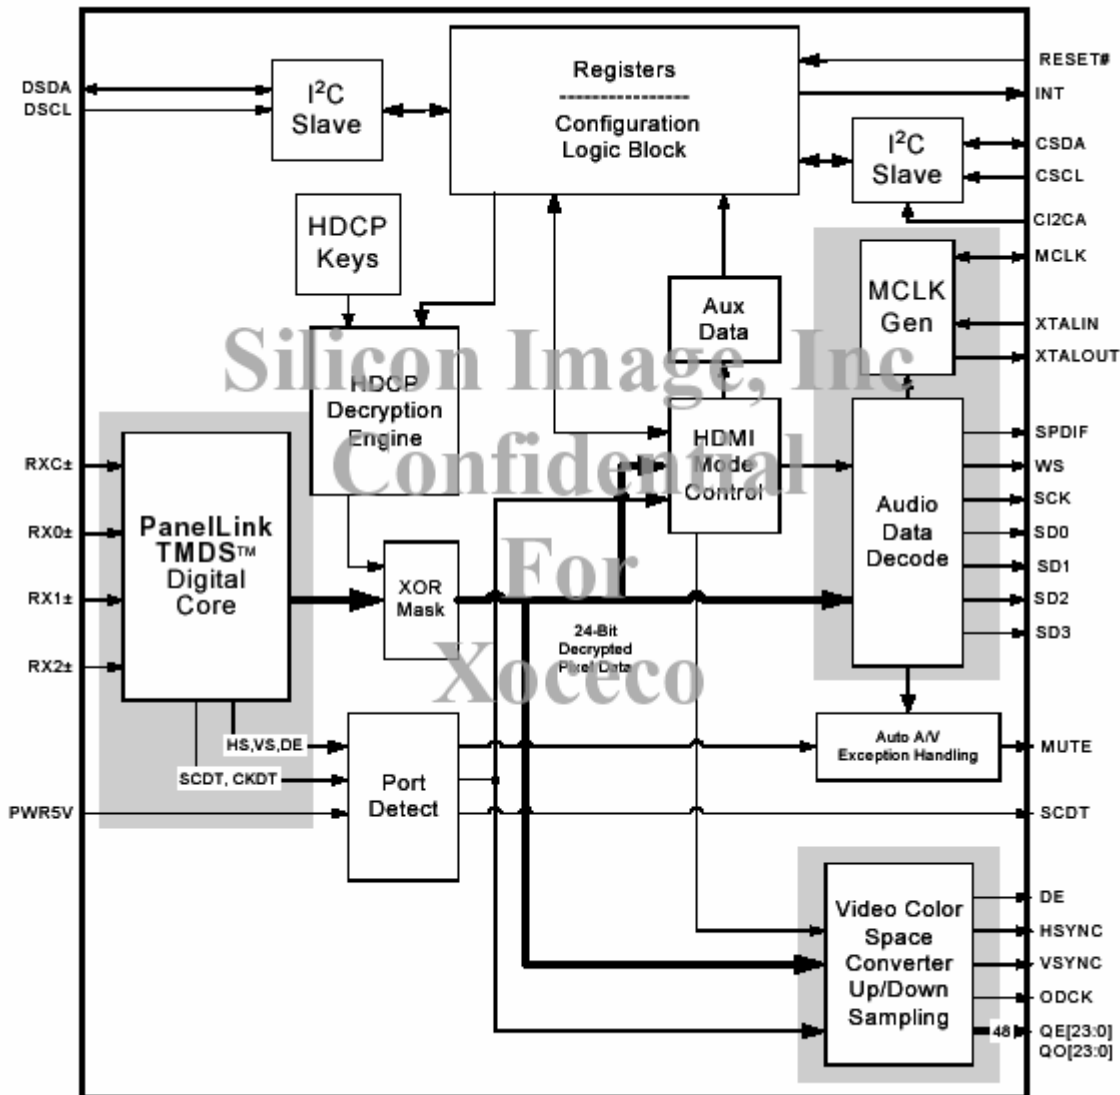 DSDA
DSCL
I²C
Slave
Registers
----------------
Configuration
Logic Block
RESET#
INT
I²C
Slave
CSDA
CSCL
CI2CA
HDCP
Keys
Aux
Data
MCLK
Gen
MCLK
XTALIN
XTALOUT
Silicon Image, Inc
Confidential
For
Xoceco
HDCP
Decryption
Engine
HDMI
Mode
Control
RXC±
RX0±
RX1±
RX2±
PanelLink
TMDS™
Digital
Core
XOR
Mask
24-Bit
Decrypted
Pixel Data
Audio
Data
Decode
SPDIF
WS
SCK
SD0
SD1
SD2
SD3
HS,VS,DE
SCDT, CKDT
PWR5V
Port
Detect
Auto A/V
Exception Handling
MUTE
SCDT
Video Color
Space
Converter
Up/Down
Sampling
DE
HSYNC
VSYNC
ODCK
48
QE[23:0]
QO[23:0]